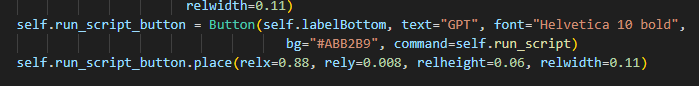 relwidth=0.11)
self.run_script_button = Button(self.labelBottom, text="GPT", font="Helvetica 10 bold",
bg="#ABB2B9", command=self.run_script)
self.run_script_button.place(relx=0.88, rely=0.008, relheight=0.06, relwidth=0.11)